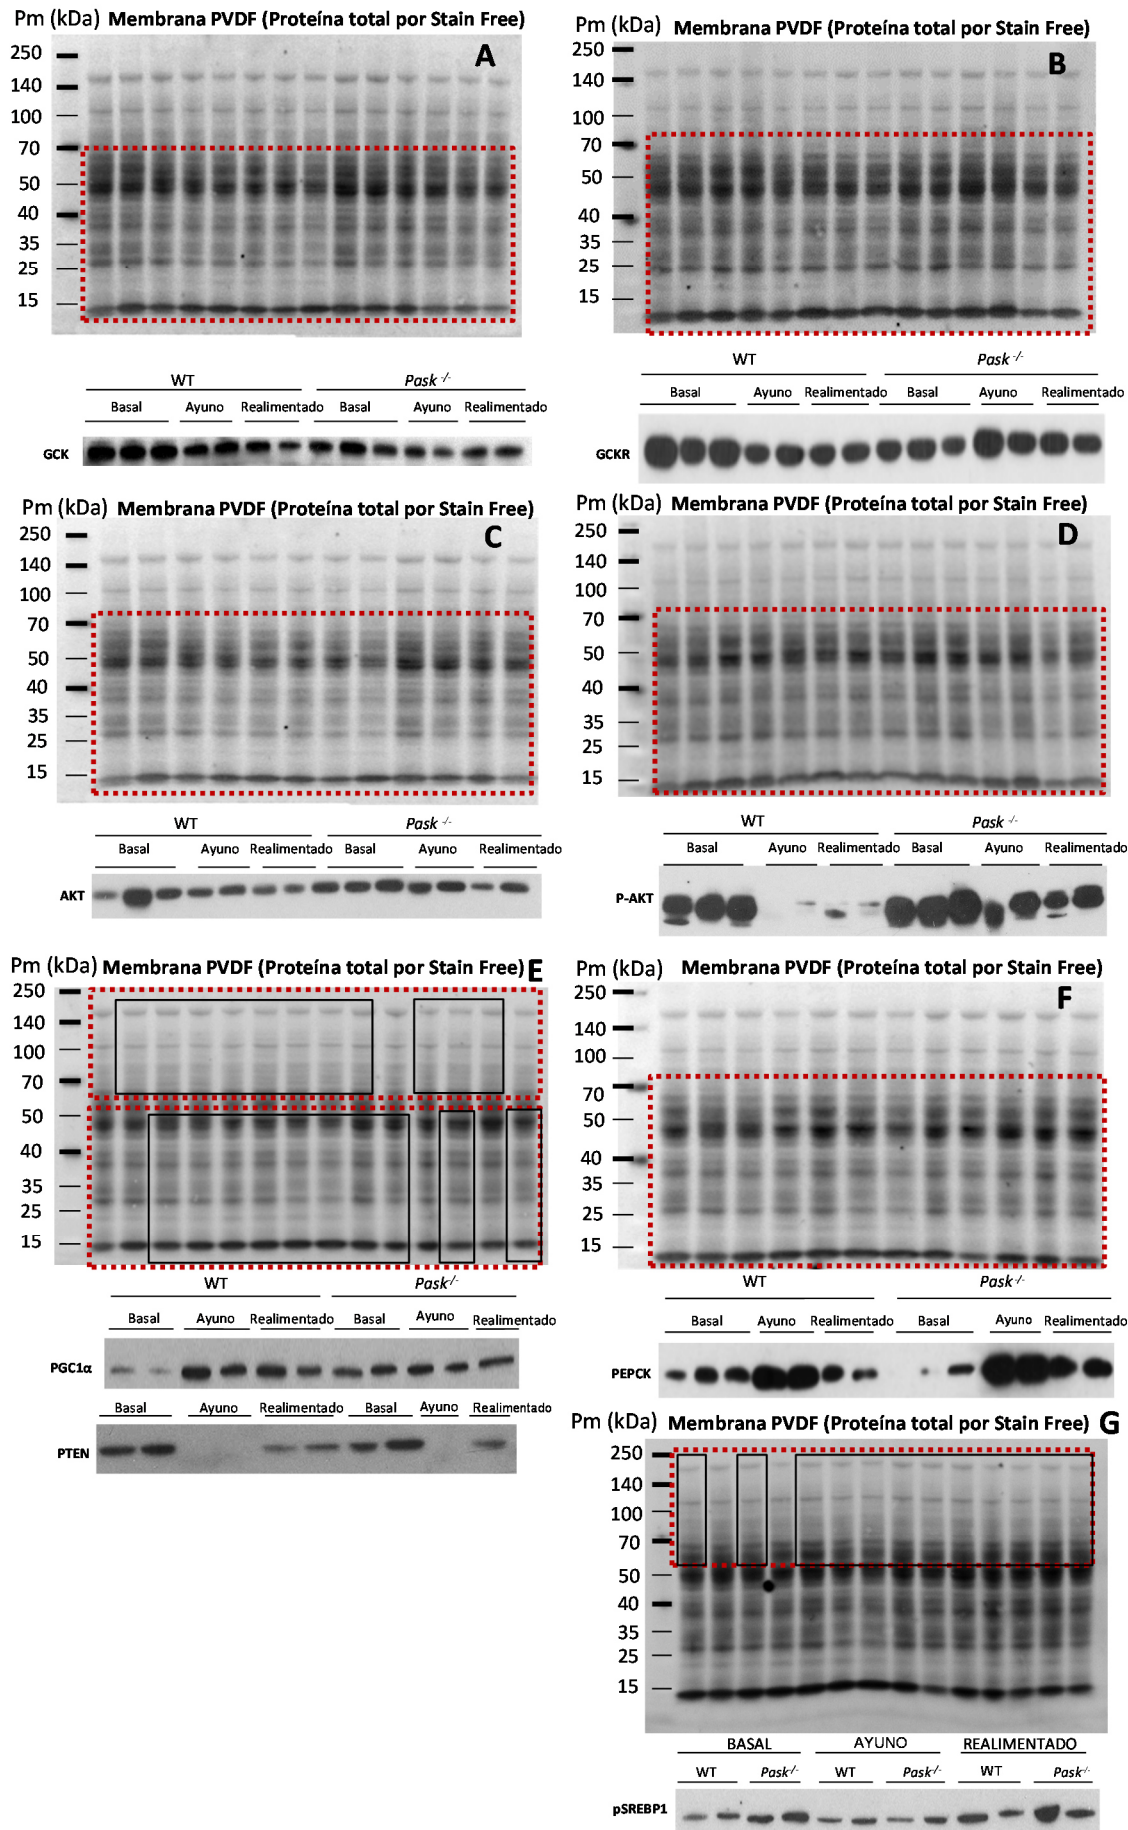 Pm (kDa) Membrana PVDF (Proteína total por Stain Free)
A
250
140
100
70
50
40
35
25
15
WT Pask -/-
Basal Ayuno Realimentado Basal Ayuno Realimentado
GCK
Pm (kDa) Membrana PVDF (Proteína total por Stain Free)
B
250
140
100
70
50
40
35
25
15
WT Pask -/-
Basal Ayuno Realimentado Basal Ayuno Realimentado
GCKR
Pm (kDa) Membrana PVDF (Proteína total por Stain Free)
C
250
140
100
70
50
40
35
25
15
WT Pask -/-
Basal Ayuno Realimentado Basal Ayuno Realimentado
AKT
Pm (kDa) Membrana PVDF (Proteína total por Stain Free)
D
250
140
100
70
50
40
35
25
15
WT Pask -/-
Basal Ayuno Realimentado Basal Ayuno Realimentado
P-AKT
Pm (kDa) Membrana PVDF (Proteína total por Stain Free) E
250
140
100
70
50
40
35
25
15
WT Pask-/-
Basal Ayuno Realimentado Basal Ayuno Realimentado
PGC1α
Basal Ayuno Realimentado Basal Ayuno Realimentado
PTEN
Pm (kDa) Membrana PVDF (Proteína total por Stain Free)
F
250
140
100
70
50
40
35
25
15
WT Pask-/-
Basal Ayuno Realimentado Basal Ayuno Realimentado
PEPCK
Pm (kDa) Membrana PVDF (Proteína total por Stain Free) G
250
140
100
70
50
40
35
25
15
BASAL AYUNO REALIMENTADO
WT Pask-/- WT Pask-/- WT Pask-/-
pSREBP1